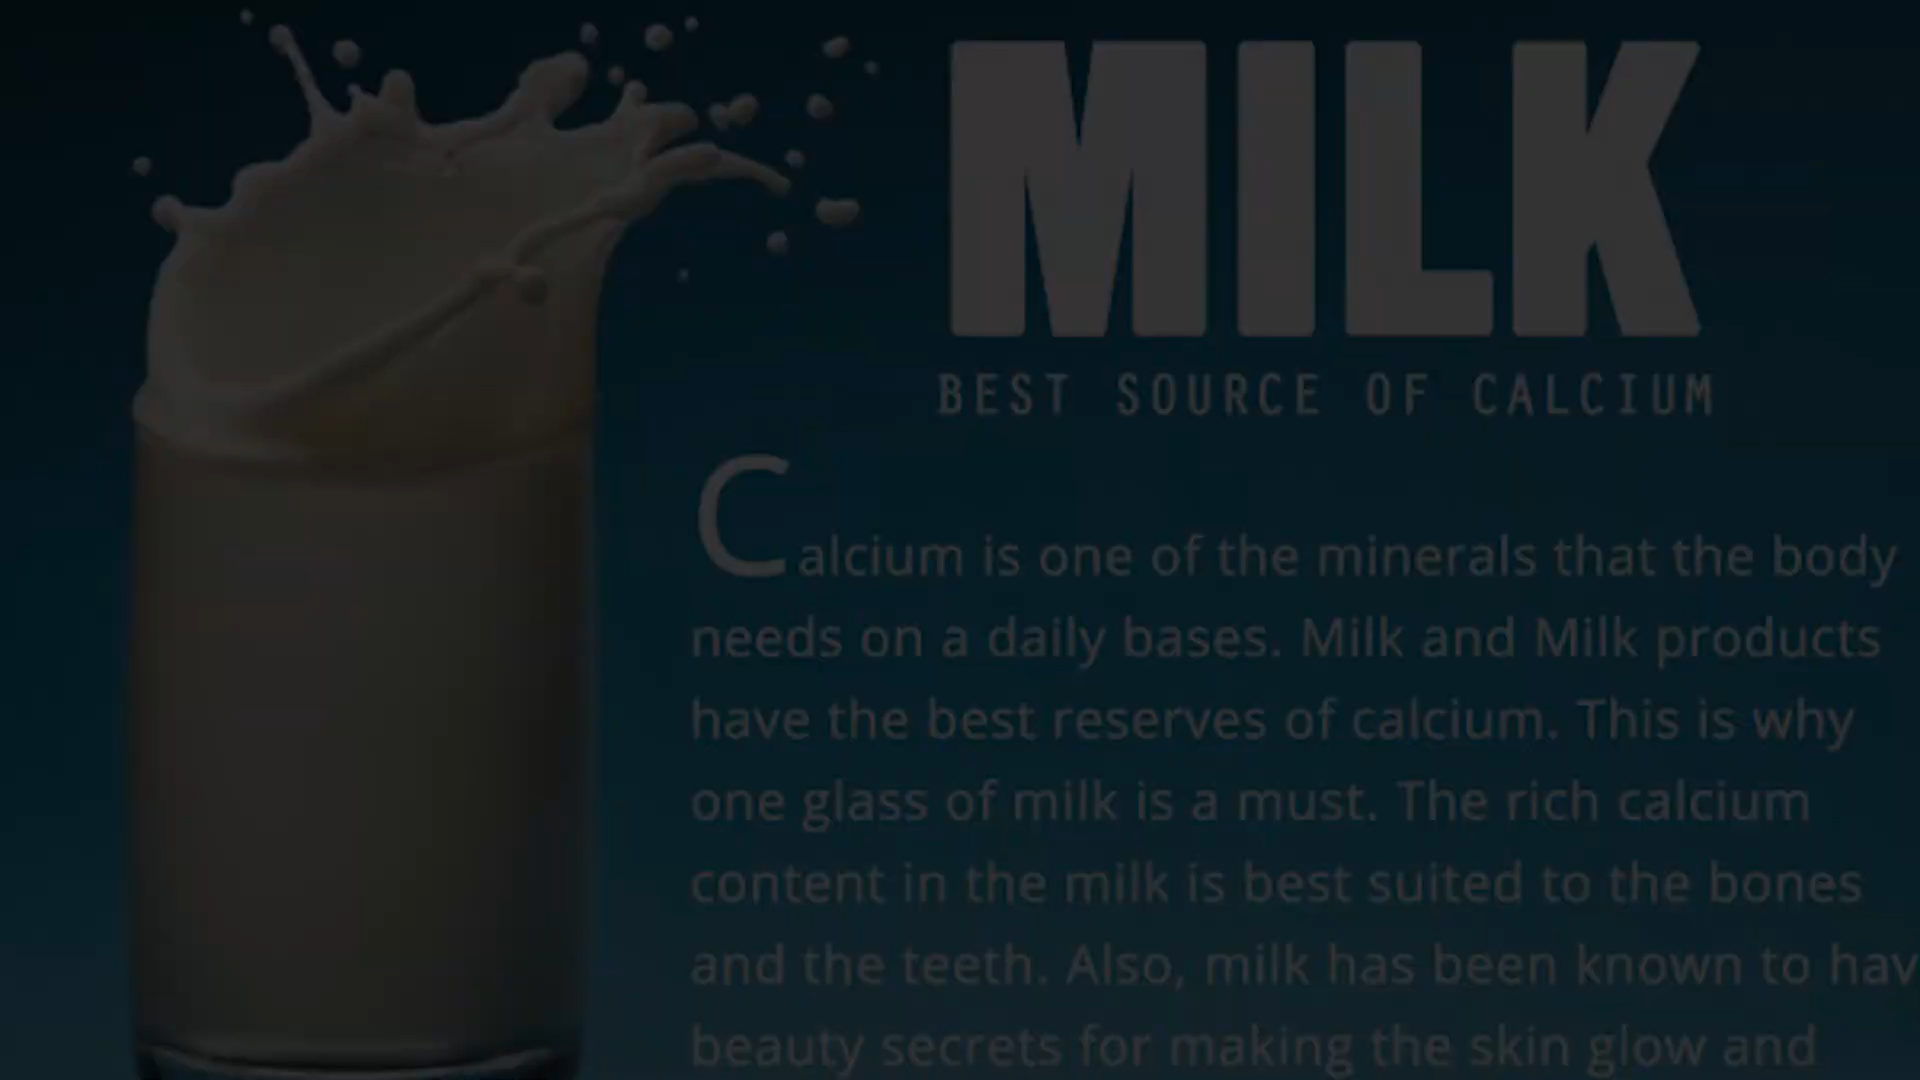 MILK
BEST SOURCE OF CALCIUM
Calcium is one of the minerals that the body
needs on a daily bases. Milk and Milk products
have the best reserves of calcium. This is why
one glass of milk is a must. The rich calcium
content in the milk is best suited to the bones
and the teeth. Also, milk has been known to hav
beauty secrets for making the skin glow and